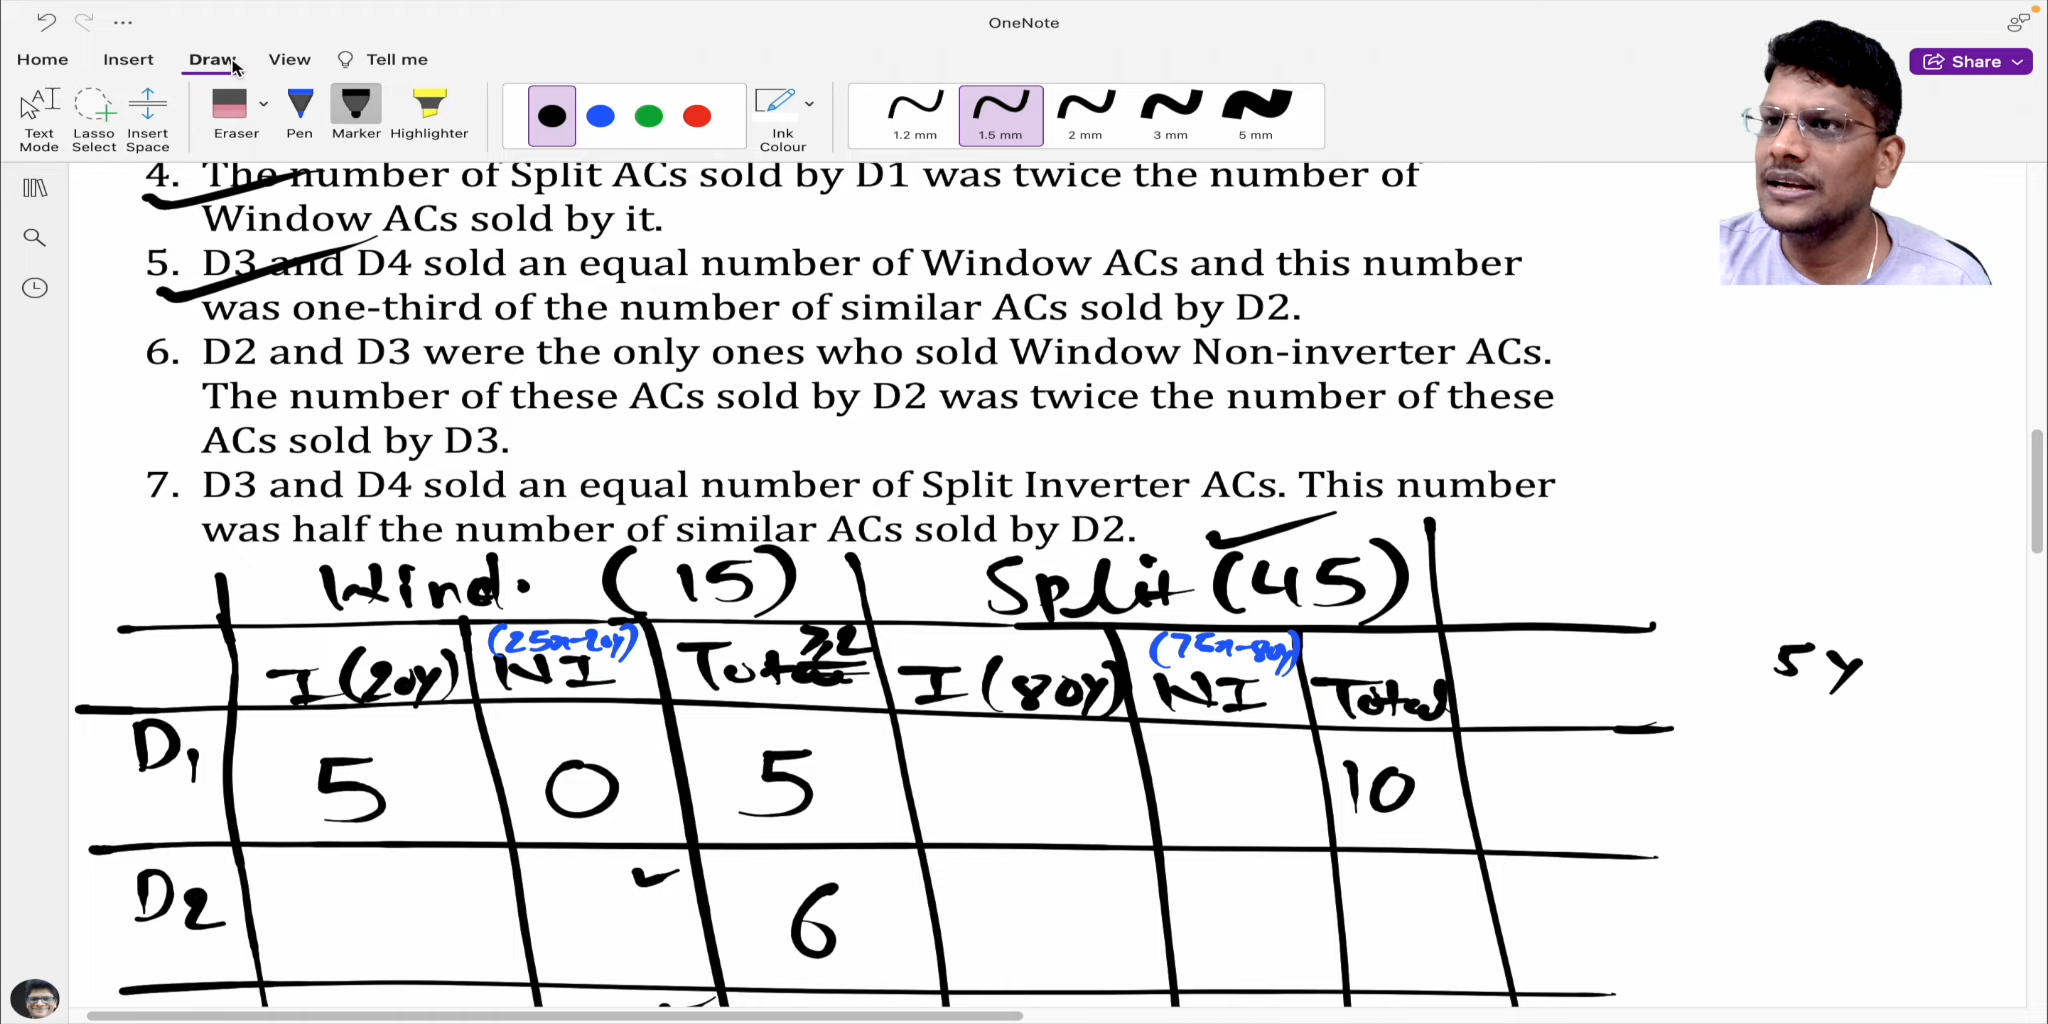 OneNote
Home Insert Draw View Tell me
Share
Text Mode
Lasso Select
Insert Space
Eraser
Pen
Marker
Highlighter
Ink Colour
1.2 mm
1.5 mm
2 mm
3 mm
5 mm
4. The number of Split ACs sold by D1 was twice the number of
Window ACs sold by it.
5. D3 and D4 sold an equal number of Window ACs and this number
was one-third of the number of similar ACs sold by D2.
6. D2 and D3 were the only ones who sold Window Non-inverter ACs.
The number of these ACs sold by D2 was twice the number of these
ACs sold by D3.
7. D3 and D4 sold an equal number of Split Inverter ACs. This number
was half the number of similar ACs sold by D2.
Wind. (15) Split (45)
(25x-20y) ≥2 (75x-80y)
I (20y) NI Total I (80y) NI Total
5y
D1 5 0 5 10
D2 6